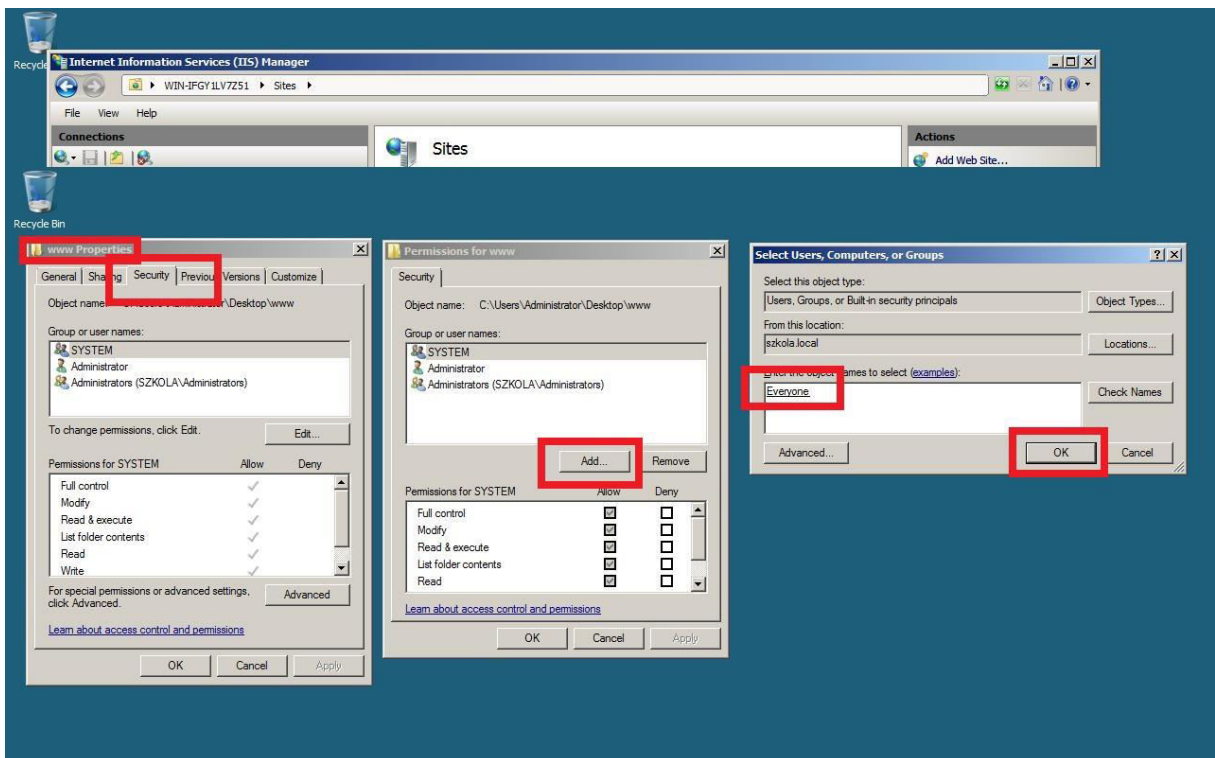 Recycle
Internet Information Services (IIS) Manager
WIN-IFGY1LV7Z51 Sites
File View Help
Connections
Sites
Actions
Add Web Site...
Recycle Bin
www Properties
General Sharing Security Previous Versions Customize
Object name: \Desktop\www
Group or user names:
SYSTEM
Administrator
Administrators (SZKOLA\Administrators)
To change permissions, click Edit.
Edit...
Permissions for SYSTEM Allow Deny
Full control
Modify
Read & execute
List folder contents
Read
Write
For special permissions or advanced settings,
click Advanced.
Advanced
Learn about access control and permissions
OK Cancel Apply
Permissions for www
Security
Object name: C:\Users\Administrator\Desktop\www
Group or user names:
SYSTEM
Administrator
Administrators (SZKOLA\Administrators)
Add... Remove
Permissions for SYSTEM Allow Deny
Full control
Modify
Read & execute
List folder contents
Read
Learn about access control and permissions
OK Cancel Apply
Select Users, Computers, or Groups
Select this object type:
Users, Groups, or Built-in security principals
Object Types...
From this location:
szkola.local
Locations...
Enter the object names to select (examples):
Everyone
Check Names
Advanced...
OK Cancel